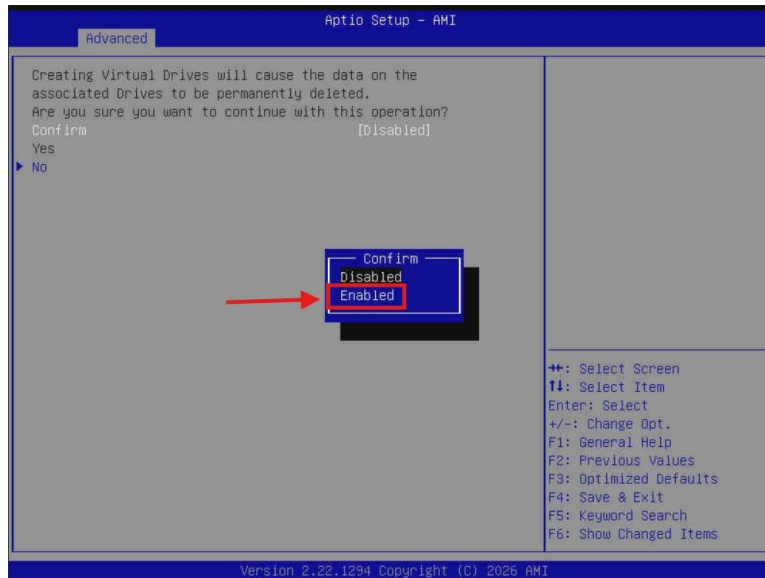 Aptio Setup - AMI
Advanced
Creating Virtual Drives will cause the data on the
associated Drives to be permanently deleted.
Are you sure you want to continue with this operation?
Confirm [Disabled]
Yes
No
Confirm
Disabled
Enabled
: Select Screen
↑↓: Select Item
Enter: Select
+/-: Change Opt.
F1: General Help
F2: Previous Values
F3: Optimized Defaults
F4: Save & Exit
F5: Keyword Search
F6: Show Changed Items
Version 2.22.1294 Copyright (C) 2026 AMI